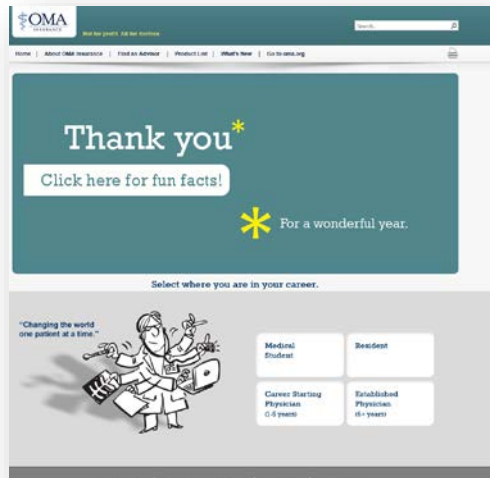 OMA
INSURANCE
Not for profit. All for doctors.
Search...
Home | About OMA Insurance | Find an Advisor | Product List | What's New | Go to oma.org
Thank you*
Click here for fun facts!
* For a wonderful year.
Select where you are in your career.
"Changing the world
one patient at a time."
Medical
Student
Resident
Career Starting
Physician
(1-5 years)
Established
Physician
(6+ years)